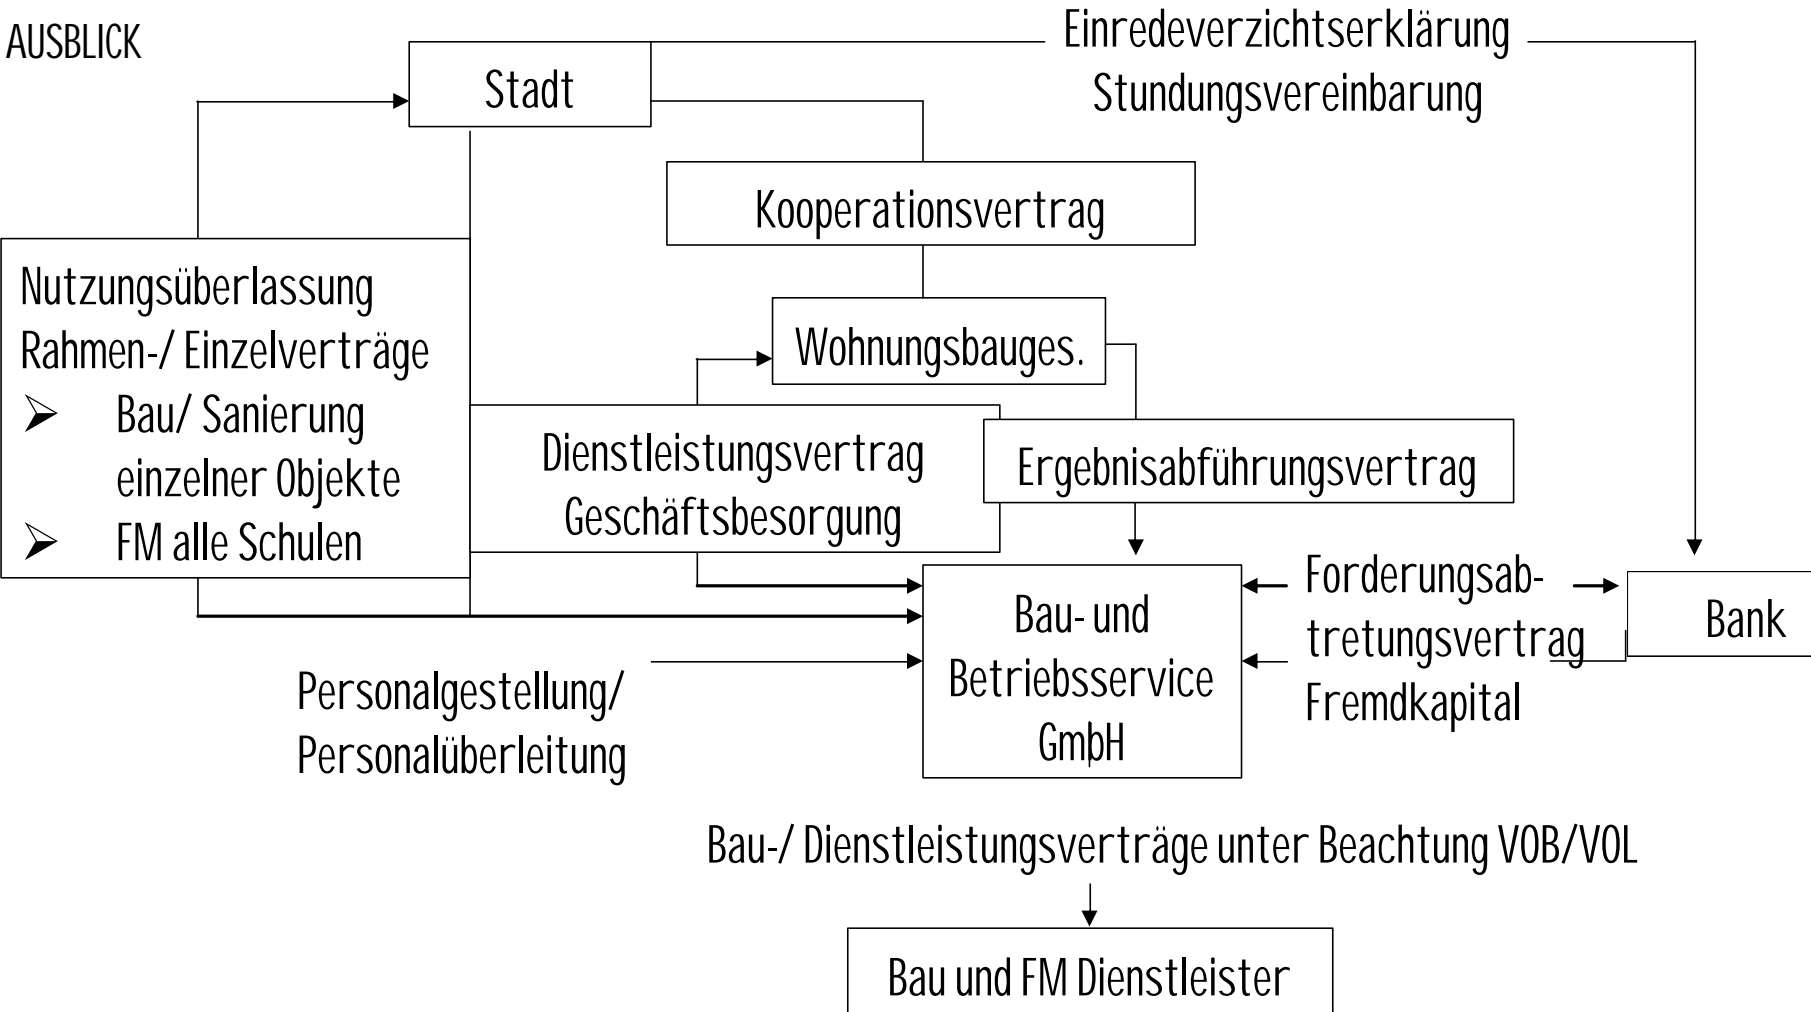 AUSBLICK
Einredeverzichtserklärung
Stundungsvereinbarung
Stadt
Kooperationsvertrag
Nutzungsüberlassung
Rahmen-/ Einzelverträge
Bau/ Sanierung
einzelner Objekte
FM alle Schulen
Wohnungsbauges.
Dienstleistungsvertrag
Geschäftsbesorgung
Ergebnisabführungsvertrag
Bau- und
Betriebsservice
GmbH
Forderungsab-
tretungsvertrag
Fremdkapital
Bank
Personalgestellung/
Personalüberleitung
Bau-/ Dienstleistungsverträge unter Beachtung VOB/VOL
Bau und FM Dienstleister